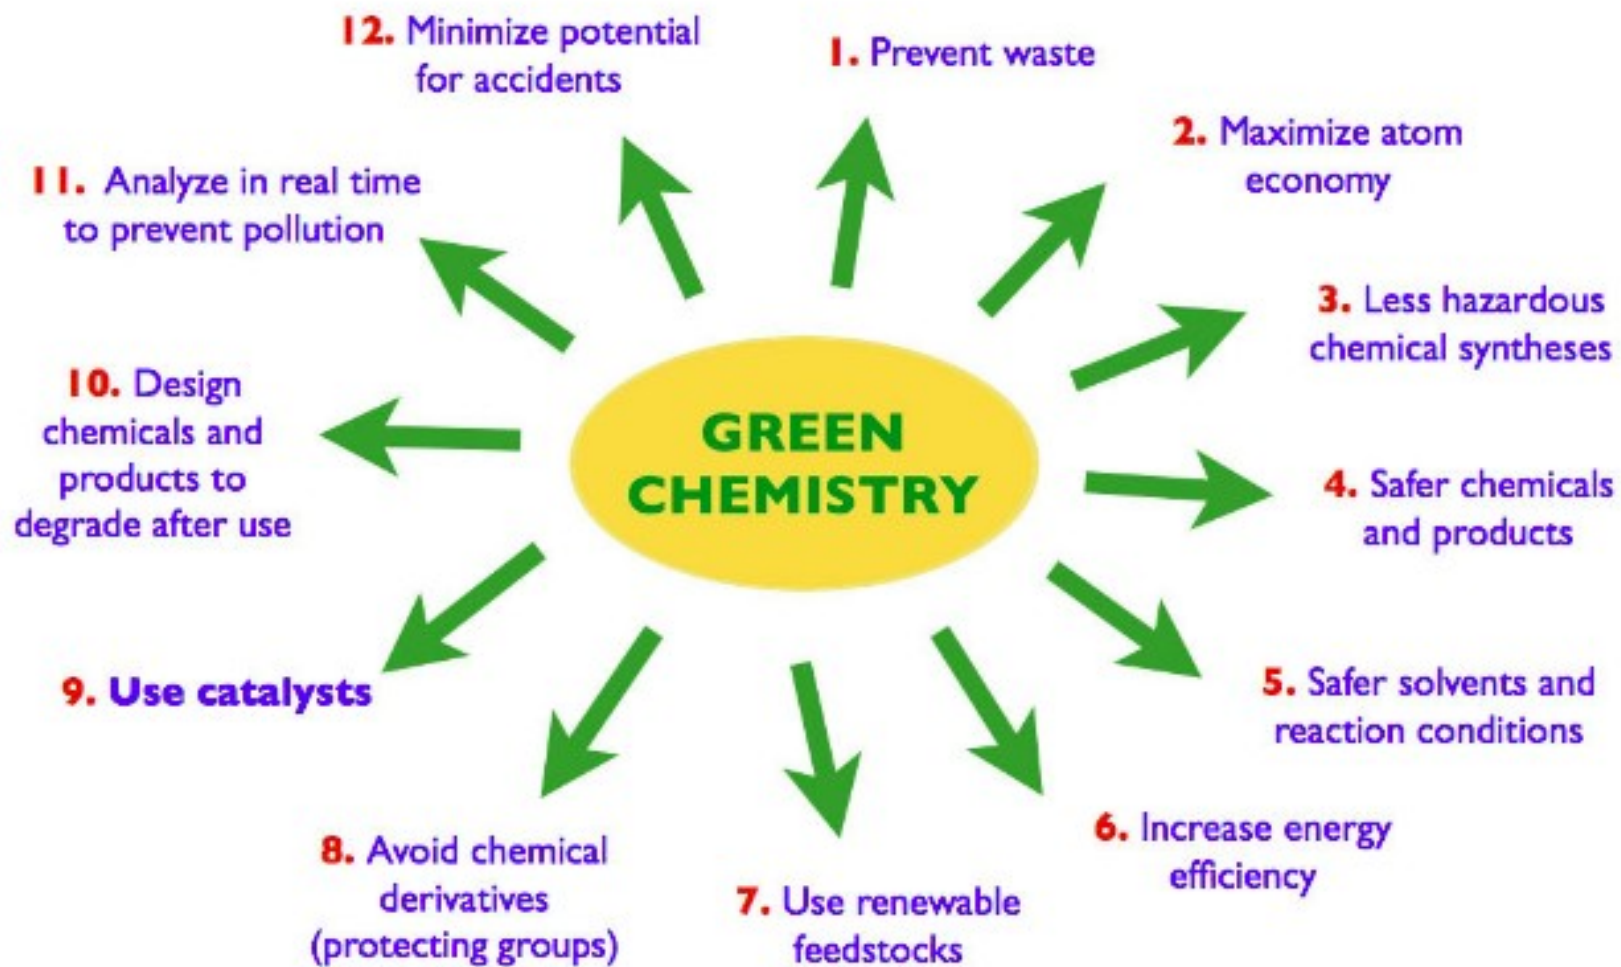 GREEN
CHEMISTRY
1. Prevent waste
2. Maximize atom
economy
3. Less hazardous
chemical syntheses
4. Safer chemicals
and products
5. Safer solvents and
reaction conditions
6. Increase energy
efficiency
7. Use renewable
feedstocks
8. Avoid chemical
derivatives
(protecting groups)
9. Use catalysts
10. Design
chemicals and
products to
degrade after use
11. Analyze in real time
to prevent pollution
12. Minimize potential
for accidents